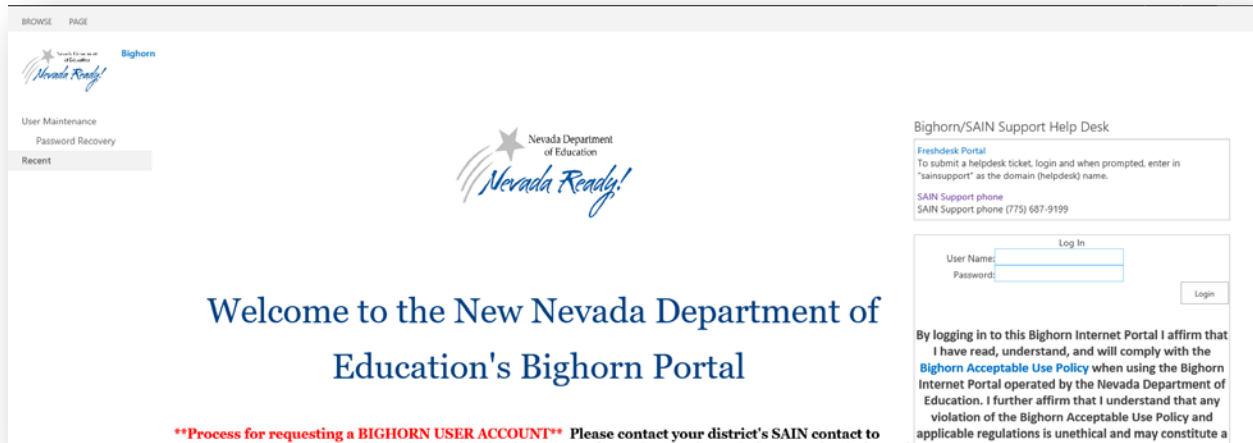 BROWSE PAGE
Nevada Department
of Education
Nevada Ready!
Bighorn
User Maintenance
Password Recovery
Recent
Nevada Department
of Education
Nevada Ready!
Welcome to the New Nevada Department of
Education's Bighorn Portal
**Process for requesting a BIGHORN USER ACCOUNT** Please contact your district's SAIN contact to
Bighorn/SAIN Support Help Desk
Freshdesk Portal
To submit a helpdesk ticket, login and when prompted, enter in
"sainsupport" as the domain (helpdesk) name.
SAIN Support phone
SAIN Support phone (775) 687-9199
Log In
User Name:
Password:
Login
By logging in to this Bighorn Internet Portal I affirm that
I have read, understand, and will comply with the
Bighorn Acceptable Use Policy when using the Bighorn
Internet Portal operated by the Nevada Department of
Education. I further affirm that I understand that any
violation of the Bighorn Acceptable Use Policy and
applicable regulations is unethical and may constitute a